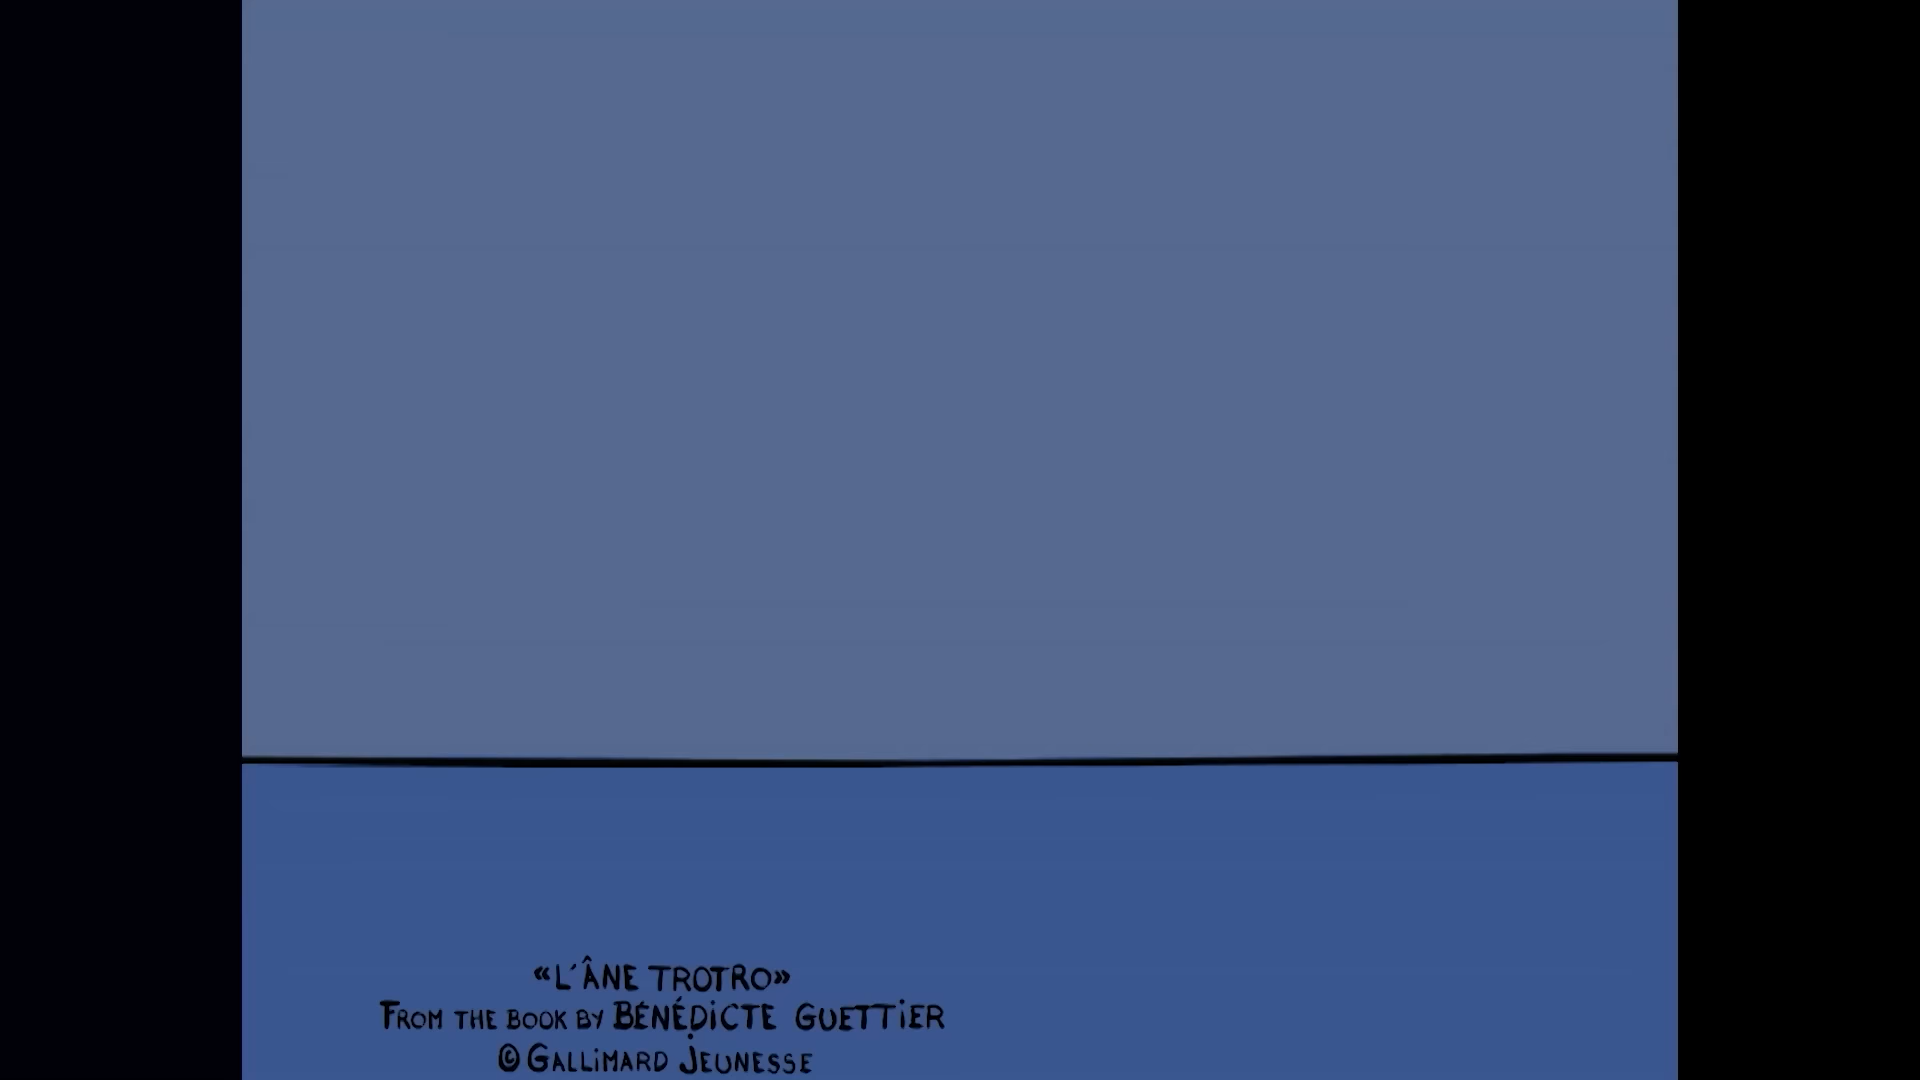 «L'ÂNE TROTRO»
FROM THE BOOK BY BÉNÉDICTE GUETTIER
© GALLIMARD JEUNESSE